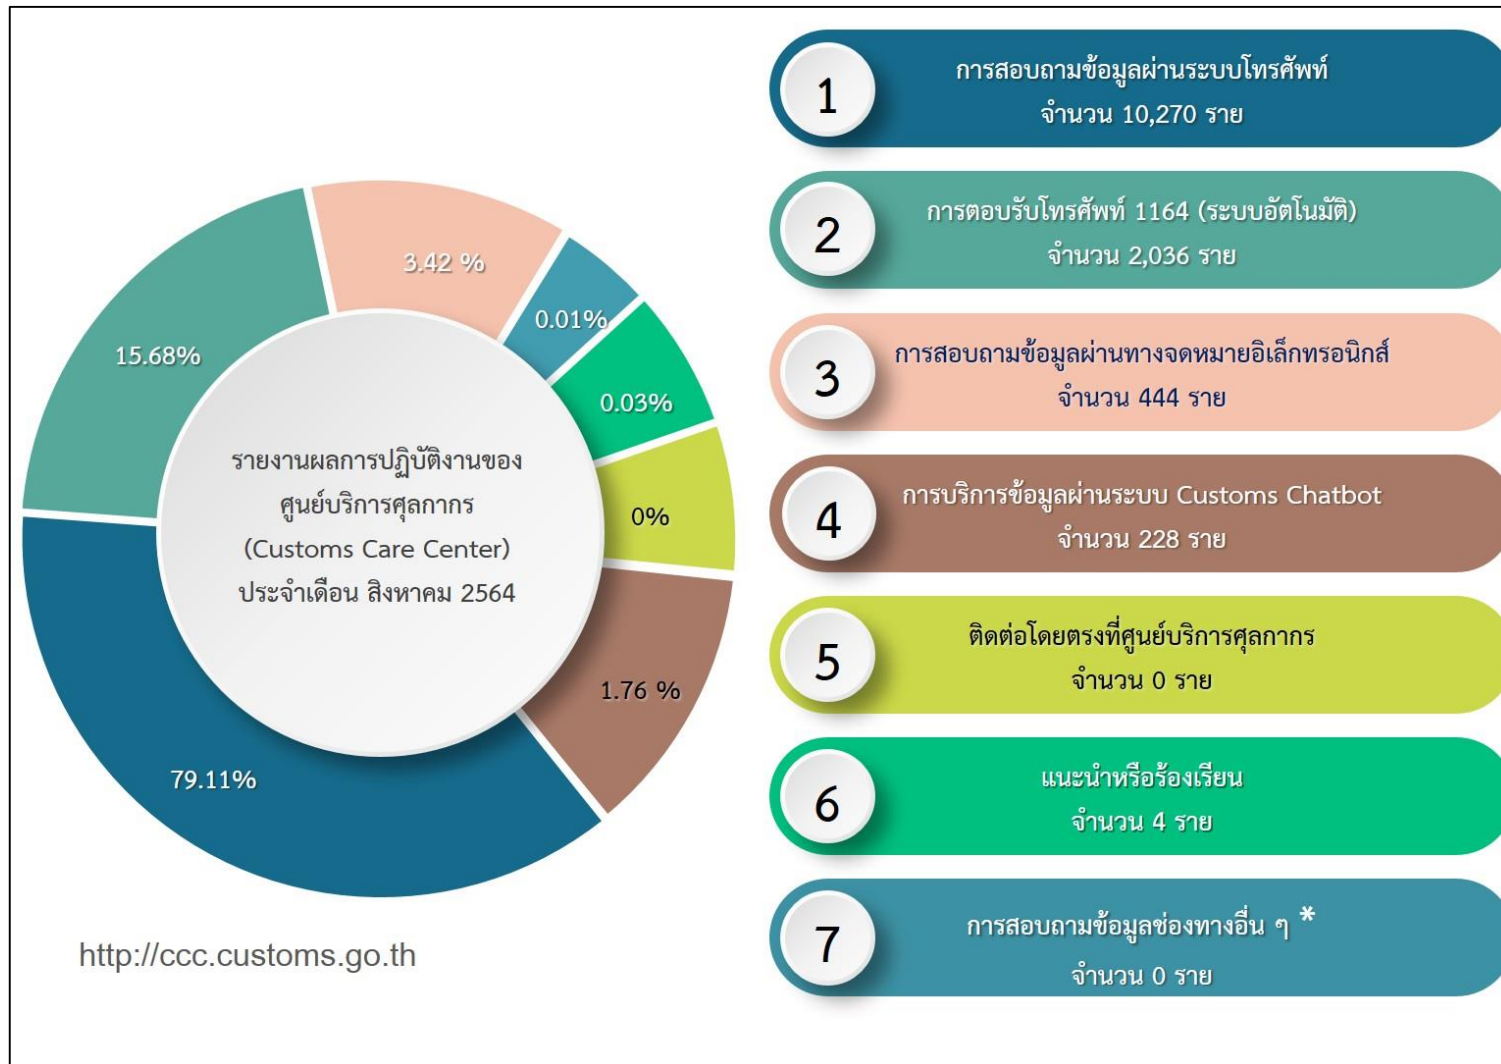 3.42 %
0.01%
15.68%
0.03%
0%
1.76 %
79.11%
รายงานผลการปฏิบัติงานของ
ศูนย์บริการศุลกากร
(Customs Care Center)
ประจำเดือน สิงหาคม 2564
http://ccc.customs.go.th
1
การสอบถามข้อมูลผ่านระบบโทรศัพท์
จำนวน 10,270 ราย
2
การตอบรับโทรศัพท์ 1164 (ระบบอัตโนมัติ)
จำนวน 2,036 ราย
3
การสอบถามข้อมูลผ่านทางจดหมายอิเล็กทรอนิกส์
จำนวน 444 ราย
4
การบริการข้อมูลผ่านระบบ Customs Chatbot
จำนวน 228 ราย
5
ติดต่อโดยตรงที่ศูนย์บริการศุลกากร
จำนวน 0 ราย
6
แนะนำหรือร้องเรียน
จำนวน 4 ราย
7
การสอบถามข้อมูลช่องทางอื่น ๆ *
จำนวน 0 ราย